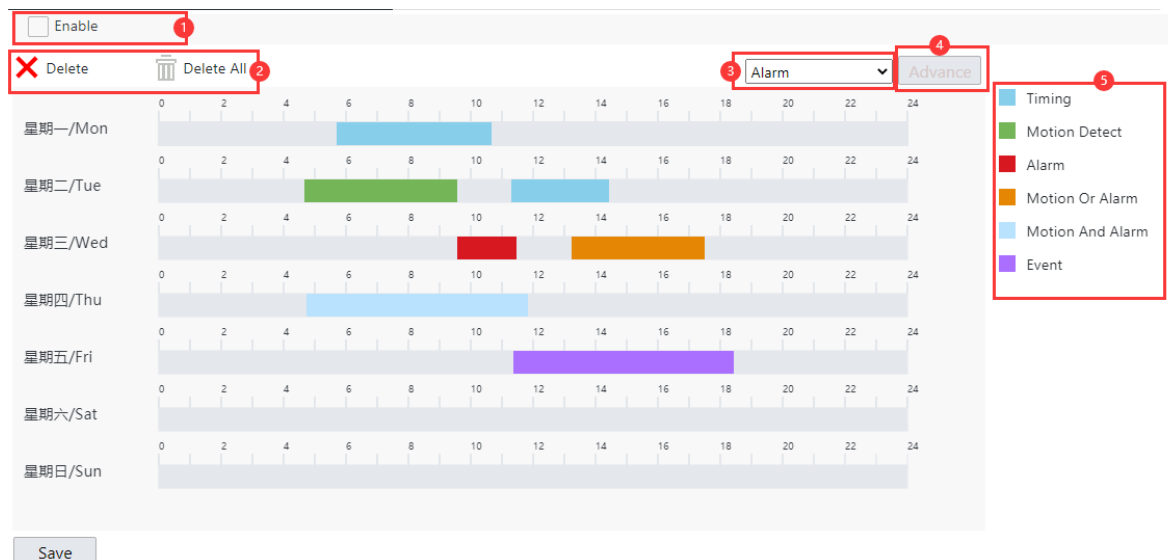 Enable 1
Delete Delete All 2 3 Alarm 4 Advance
5
Timing
Motion Detect
Alarm
Motion Or Alarm
Motion And Alarm
Event
0 2 4 6 8 10 12 14 16 18 20 22 24
星期一/Mon
0 2 4 6 8 10 12 14 16 18 20 22 24
星期二/Tue
0 2 4 6 8 10 12 14 16 18 20 22 24
星期三/Wed
0 2 4 6 8 10 12 14 16 18 20 22 24
星期四/Thu
0 2 4 6 8 10 12 14 16 18 20 22 24
星期五/Fri
0 2 4 6 8 10 12 14 16 18 20 22 24
星期六/Sat
0 2 4 6 8 10 12 14 16 18 20 22 24
星期日/Sun
Save